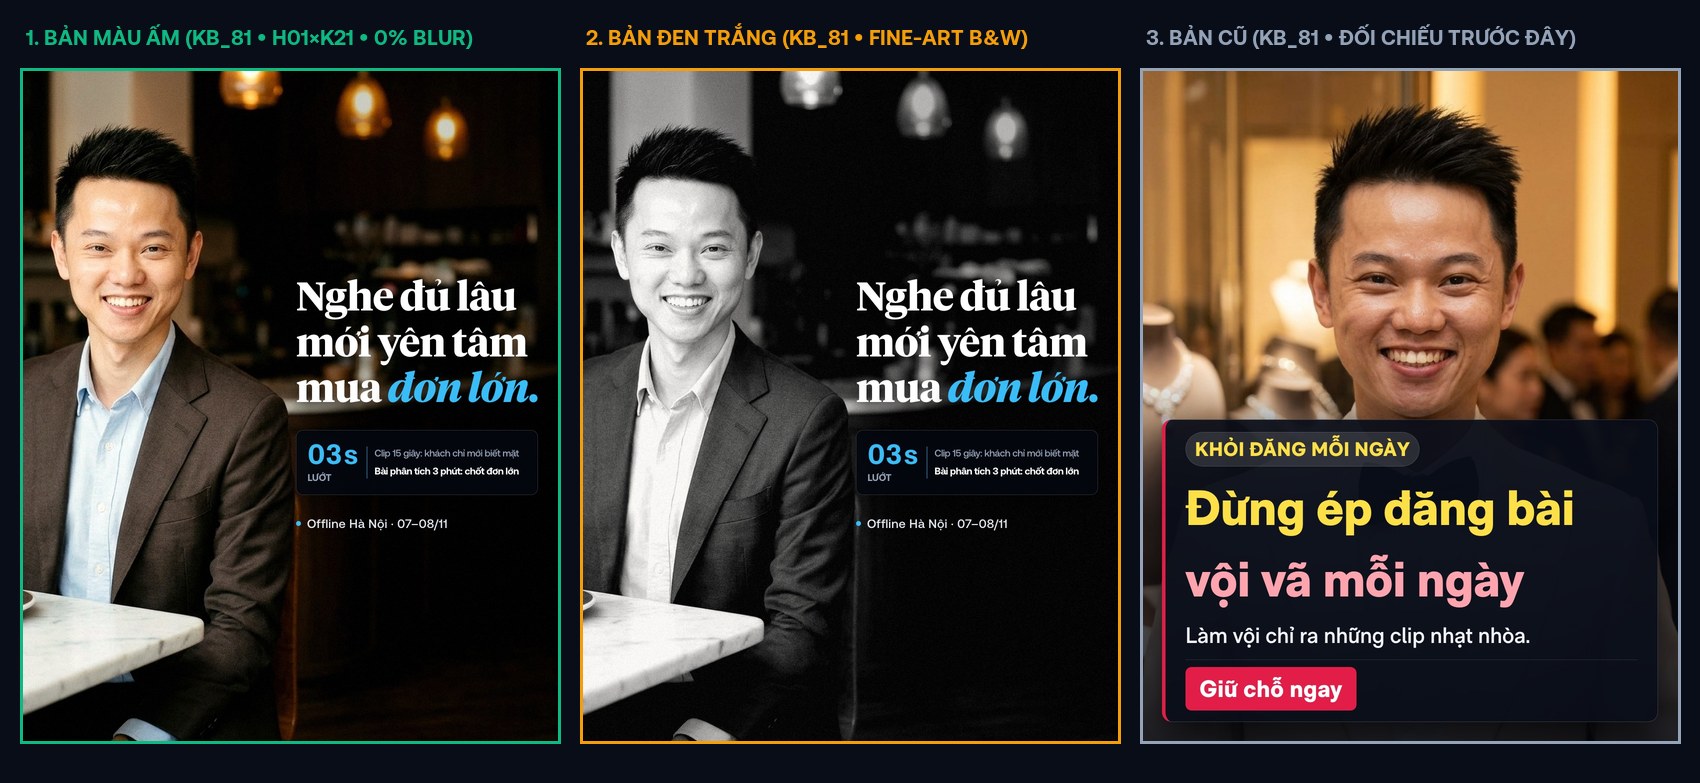 1. BẢN MÀU ẤM (KB_81 • H01×K21 • 0% BLUR)
Nghe đủ lâu
mới yên tâm
mua đơn lớn.
03s
LƯỚT
Clip 15 giây: khách chỉ mới biết mặt
Bài phân tích 3 phút: chốt đơn lớn
Offline Hà Nội · 07–08/11
2. BẢN ĐEN TRẮNG (KB_81 • FINE-ART B&W)
Nghe đủ lâu
mới yên tâm
mua đơn lớn.
03s
LƯỚT
Clip 15 giây: khách chỉ mới biết mặt
Bài phân tích 3 phút: chốt đơn lớn
Offline Hà Nội · 07–08/11
3. BẢN CŨ (KB_81 • ĐỐI CHIẾU TRƯỚC ĐÂY)
KHỎI ĐĂNG MỖI NGÀY
Đừng ép đăng bài
vội vã mỗi ngày
Làm vội chỉ ra những clip nhạt nhòa.
Giữ chỗ ngay